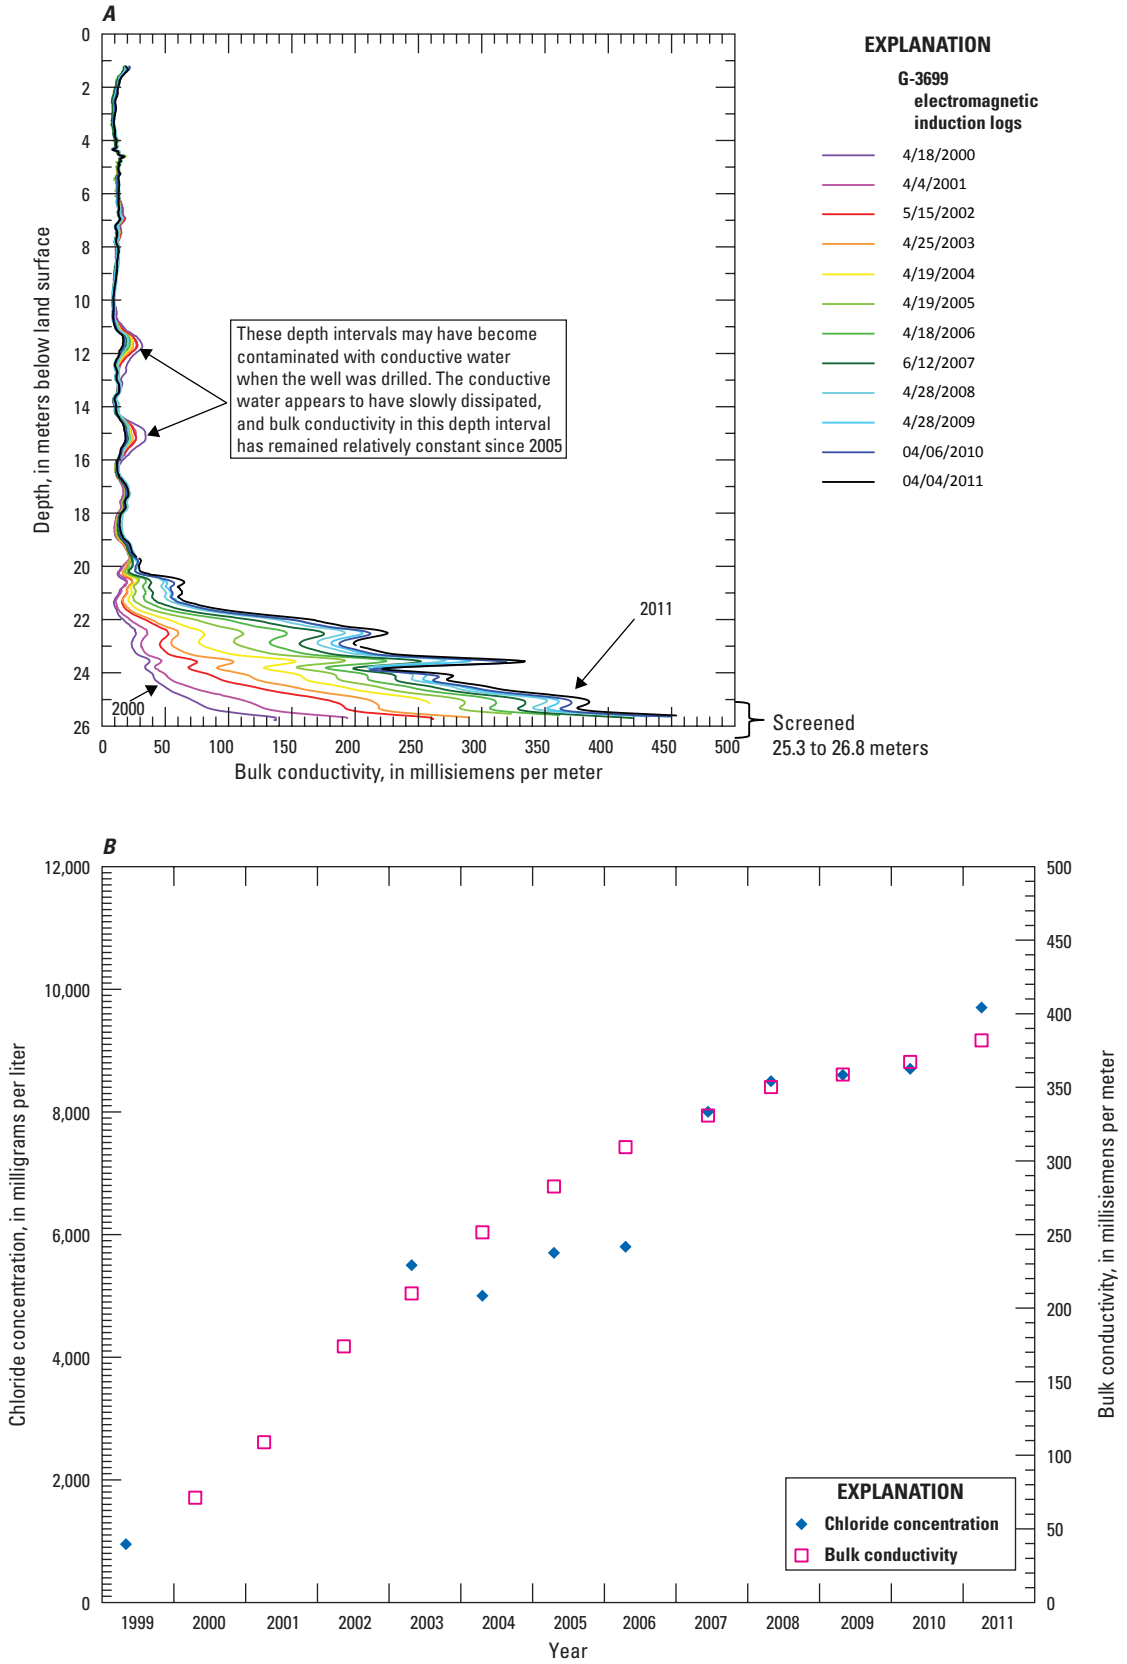 A
0
2
4
6
8
10
12
14
16
18
20
22
24
26
Depth, in meters below land surface
These depth intervals may have become
contaminated with conductive water
when the well was drilled. The conductive
water appears to have slowly dissipated,
and bulk conductivity in this depth interval
has remained relatively constant since 2005
2011
2000
0 50 100 150 200 250 300 350 400 450 500
Bulk conductivity, in millisiemens per meter
Screened
25.3 to 26.8 meters
EXPLANATION
G-3699
electromagnetic
induction logs
4/18/2000
4/4/2001
5/15/2002
4/25/2003
4/19/2004
4/19/2005
4/18/2006
6/12/2007
4/28/2008
4/28/2009
04/06/2010
04/04/2011
B
12,000
10,000
8,000
6,000
4,000
2,000
0
Chloride concentration, in milligrams per liter
500
450
400
350
300
250
200
150
100
50
0
Bulk conductivity, in millisiemens per meter
EXPLANATION
Chloride concentration
Bulk conductivity
1999 2000 2001 2002 2003 2004 2005 2006 2007 2008 2009 2010 2011
Year